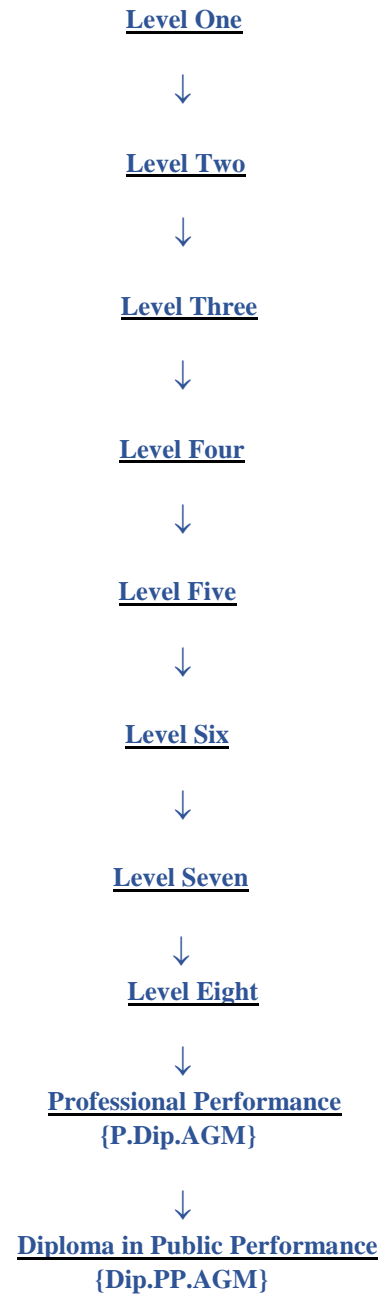 Level One
↓
Level Two
↓
Level Three
↓
Level Four
↓
Level Five
↓
Level Six
↓
Level Seven
↓
Level Eight
↓
Professional Performance
{P.Dip.AGM}
↓
Diploma in Public Performance
{Dip.PP.AGM}